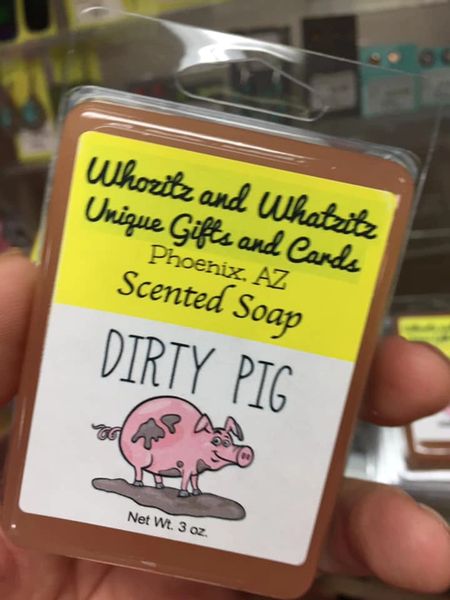 Whozitz and Whatzitz
Unique Gifts and Cards
Phoenix, AZ
Scented Soap
DIRTY PIG
Net Wt. 3 oz.